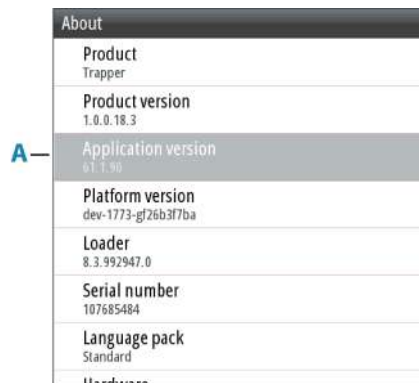 About
Product
Trapper
Product version
1.0.0.18.3
A
Application version
61.1.90
Platform version
dev-1773-gf26b3f7ba
Loader
8.3.992947.0
Serial number
107685484
Language pack
Standard
Hardware